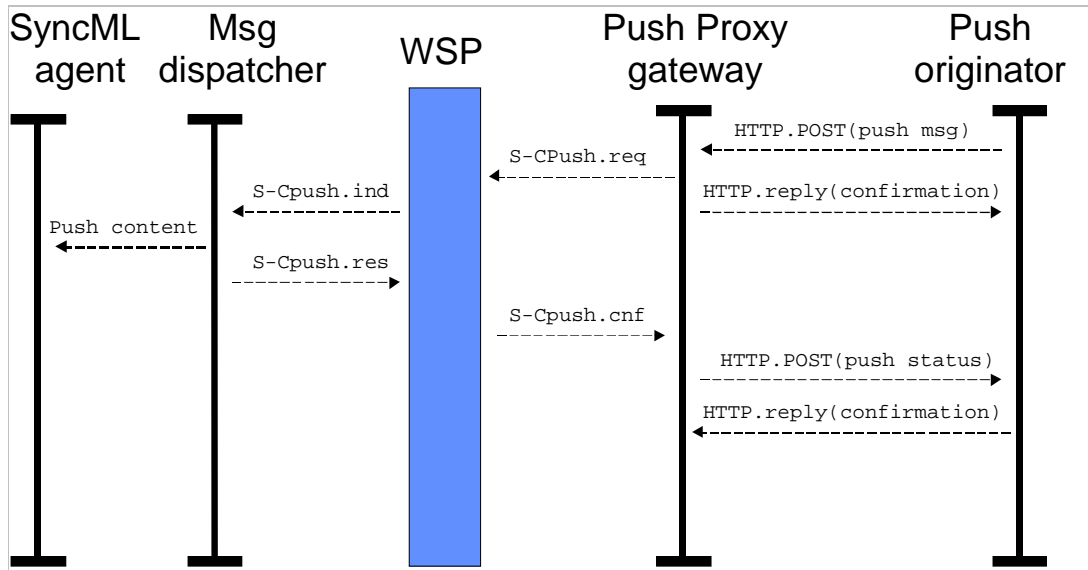 SyncML
agent
Msg
dispatcher
WSP
Push Proxy
gateway
Push
originator
HTTP.POST(push msg)
S-CPush.req
S-Cpush.ind
HTTP.reply(confirmation)
Push content
S-Cpush.res
S-Cpush.cnf
HTTP.POST(push status)
HTTP.reply(confirmation)